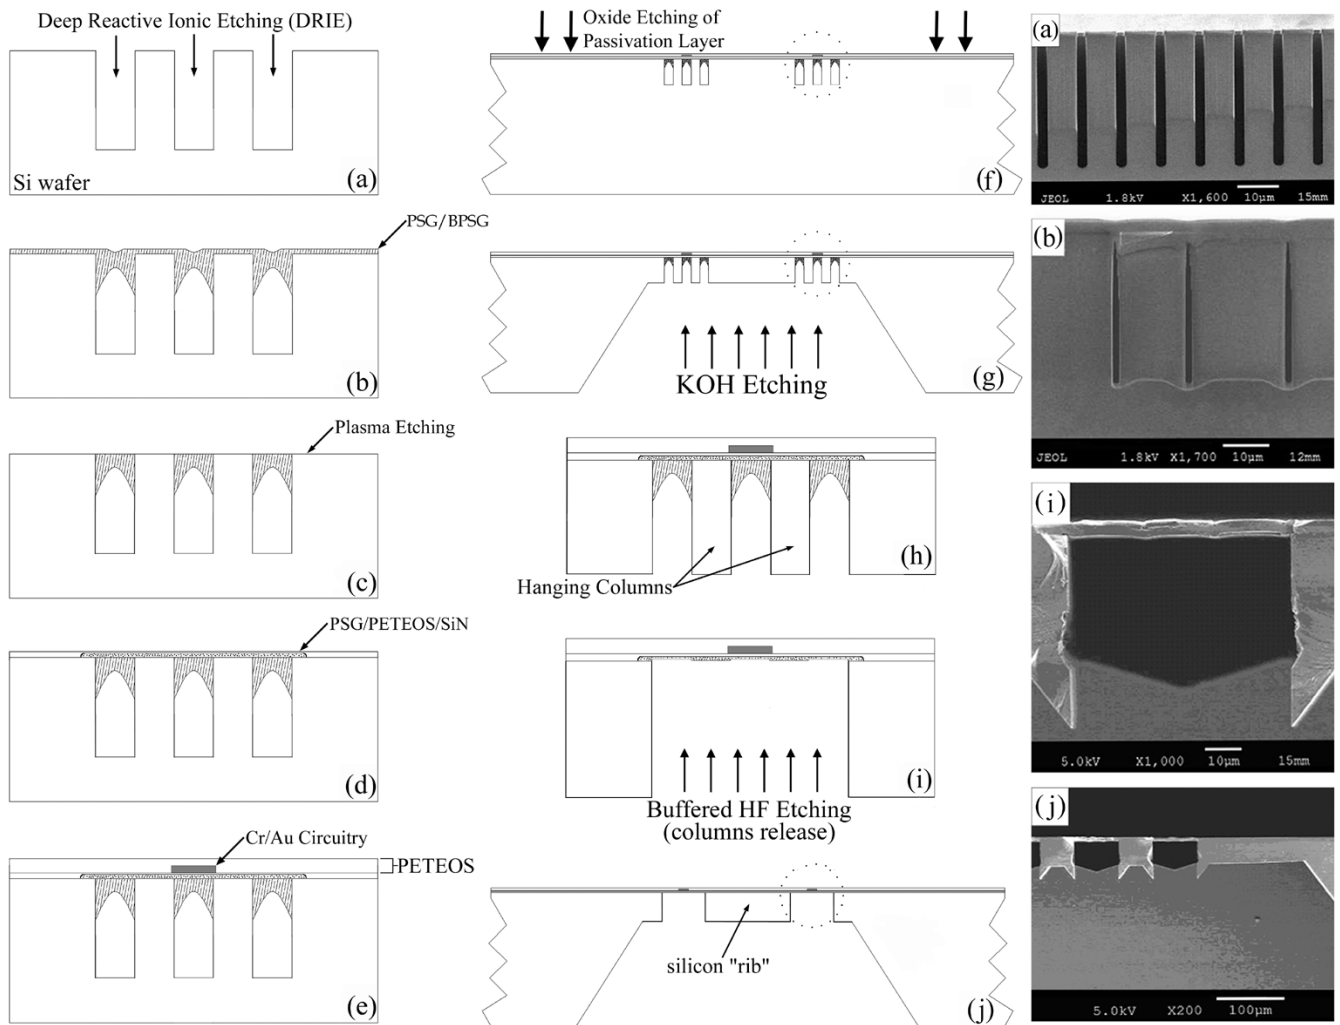 Deep Reactive Ionic Etching (DRIE)
Si wafer
(a)
PSG/BPSG
(b)
Plasma Etching
(c)
PSG/PETEOS/SiN
(d)
Cr/Au Circuitry
PETEOS
(e)
Oxide Etching of
Passivation Layer
(f)
KOH Etching
(g)
(h)
Hanging Columns
(i)
Buffered HF Etching
(columns release)
silicon "rib"
(j)
(a)
JEOL 1.8kV X1,600 10µm 15mm
(b)
JEOL 1.8kV X1,700 10µm 12mm
(i)
5.0kV X1,000 10µm 15mm
(j)
5.0kV X200 100µm